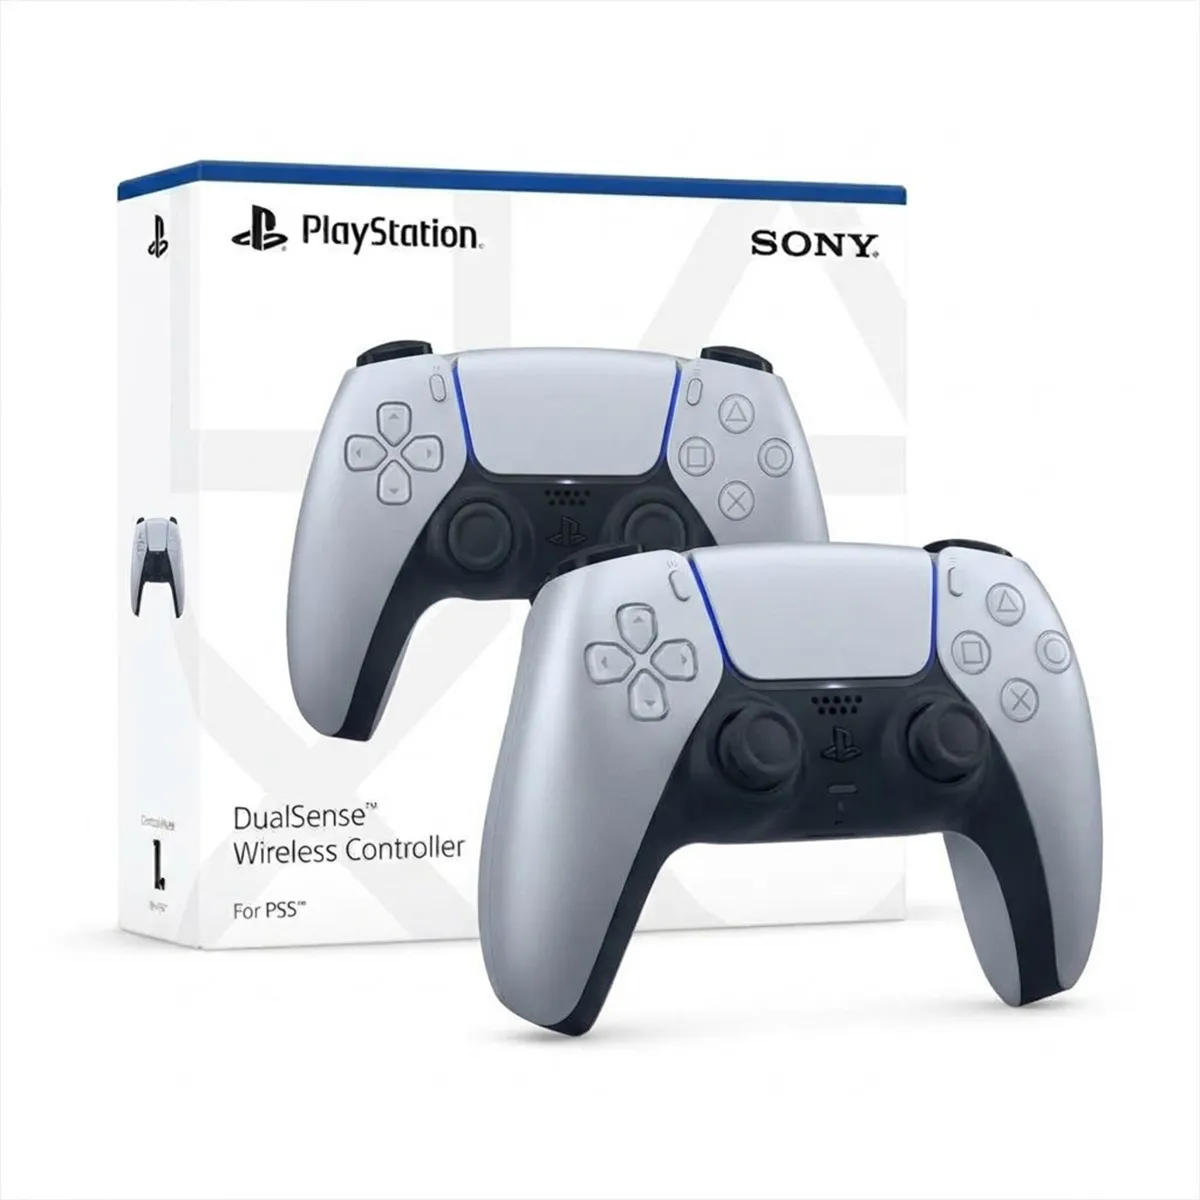 PlayStation
SONY
DualSense™
Wireless Controller
For PS5™